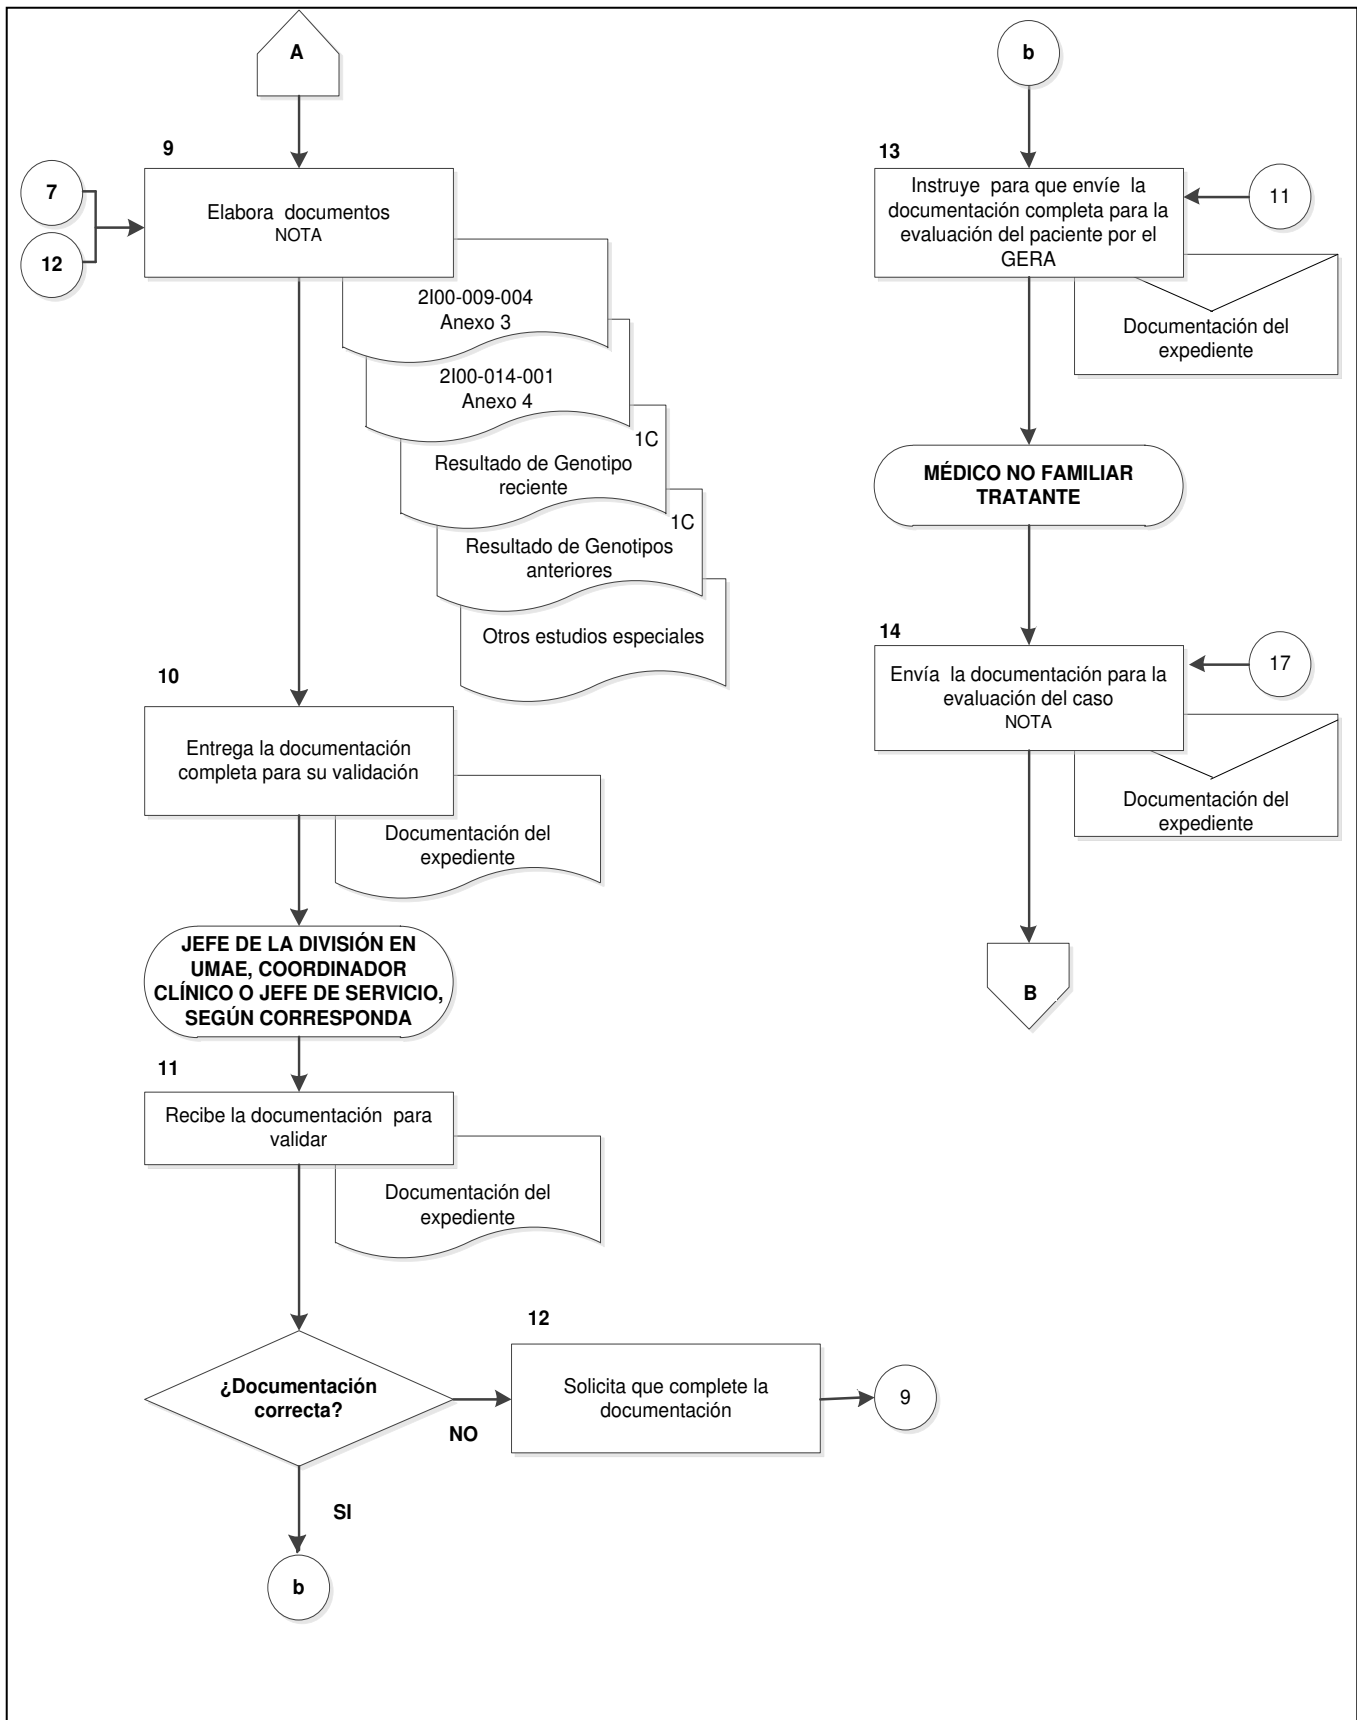 A
9
7
12
Elabora documentos
NOTA
2I00-009-004
Anexo 3
2I00-014-001
Anexo 4
1C
Resultado de Genotipo
reciente
1C
Resultado de Genotipos
anteriores
Otros estudios especiales
10
Entrega la documentación
completa para su validación
Documentación del
expediente
JEFE DE LA DIVISIÓN EN
UMAE, COORDINADOR
CLÍNICO O JEFE DE SERVICIO,
SEGÚN CORRESPONDA
11
Recibe la documentación para
validar
Documentación del
expediente
¿Documentación
correcta?
NO
12
Solicita que complete la
documentación
9
SI
b
b
13
Instruye para que envíe la
documentación completa para la
evaluación del paciente por el
GERA
11
Documentación del
expediente
MÉDICO NO FAMILIAR
TRATANTE
14
Envía la documentación para la
evaluación del caso
NOTA
17
Documentación del
expediente
B